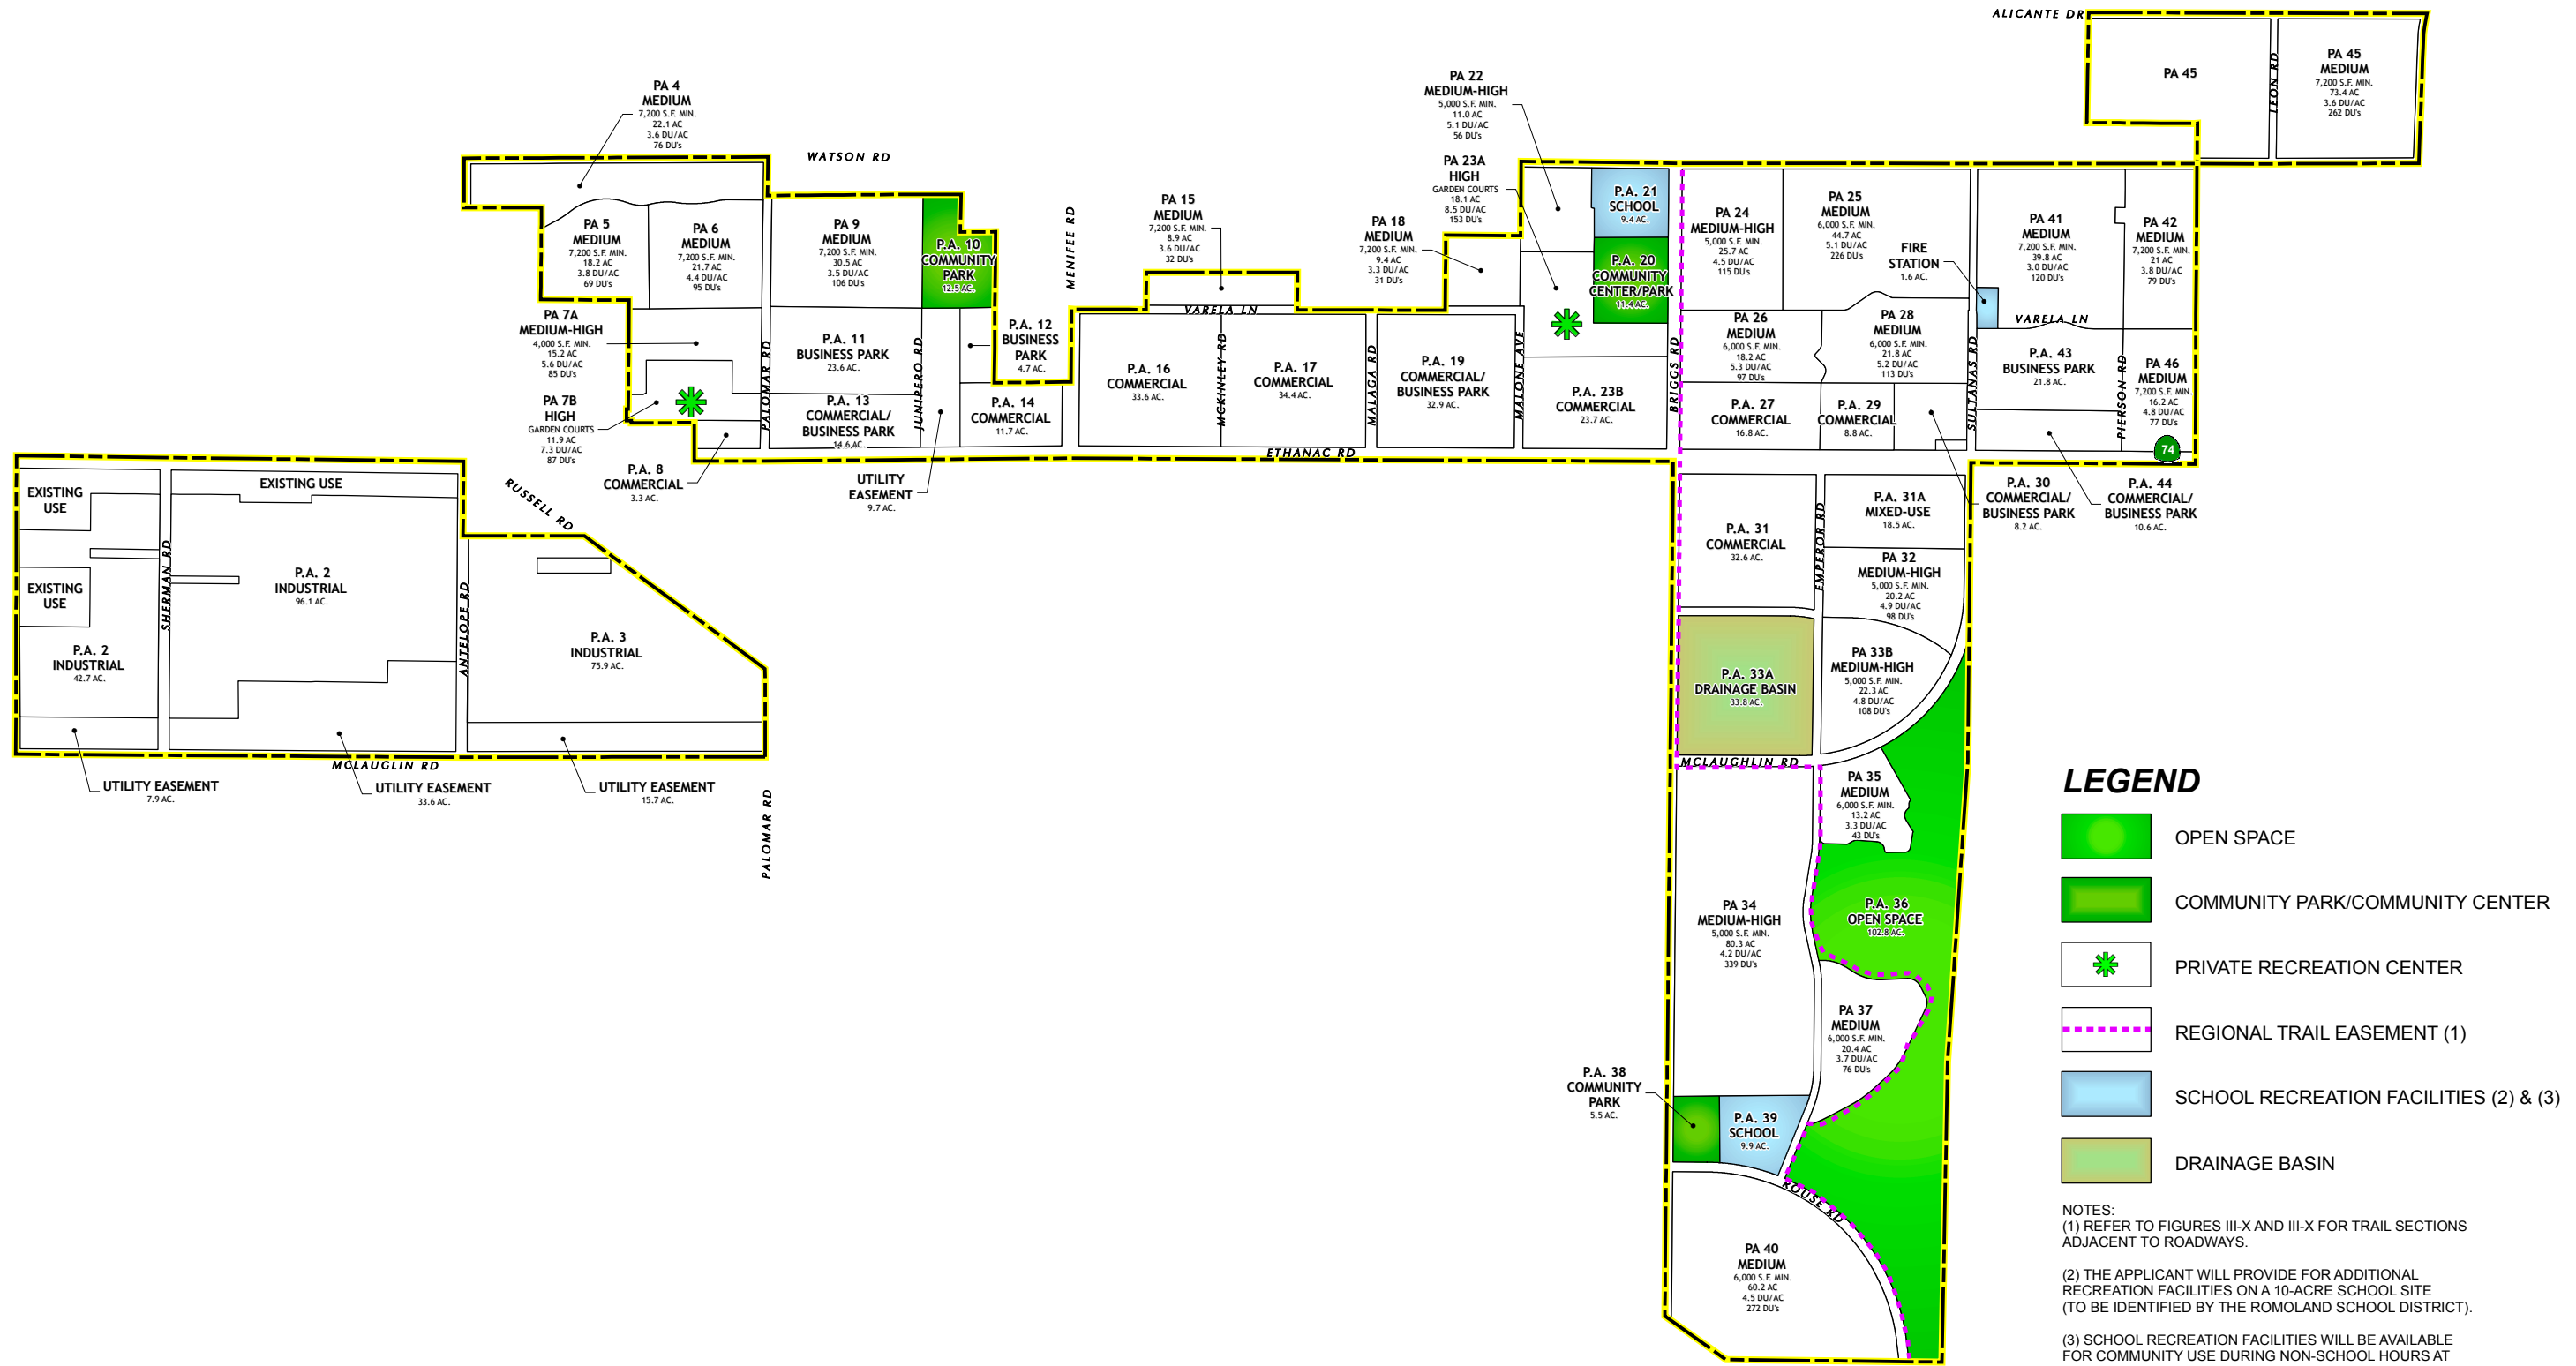 ALICANTE DR
PA 45
LEON RD
PA 45
MEDIUM
7,200 S.F. MIN.
73.4 AC
3.6 DU/AC
262 DU's
PA 4
MEDIUM
7,200 S.F. MIN.
22.1 AC
3.6 DU/AC
76 DU's
WATSON RD
PA 5
MEDIUM
7,200 S.F. MIN.
18.2 AC
3.8 DU/AC
69 DU's
PA 6
MEDIUM
7,200 S.F. MIN.
21.7 AC
4.4 DU/AC
95 DU's
PA 9
MEDIUM
7,200 S.F. MIN.
30.5 AC
3.5 DU/AC
106 DU's
P.A. 10
COMMUNITY
PARK
12.5 AC.
MENIFEE RD
PA 7A
MEDIUM-HIGH
4,000 S.F. MIN.
15.2 AC
5.6 DU/AC
85 DU's
PA 7B
HIGH
GARDEN COURTS
11.9 AC
7.3 DU/AC
87 DU's
PALOMAR RD
P.A. 11
BUSINESS PARK
23.6 AC.
JUNIPERO RD
P.A. 12
BUSINESS
PARK
4.7 AC.
P.A. 13
COMMERCIAL/
BUSINESS PARK
14.6 AC.
P.A. 14
COMMERCIAL
11.7 AC.
P.A. 8
COMMERCIAL
3.3 AC.
UTILITY
EASEMENT
9.7 AC.
PA 15
MEDIUM
7,200 S.F. MIN.
8.9 AC
3.6 DU/AC
32 DU's
VARELA LN
P.A. 16
COMMERCIAL
33.6 AC.
MCKINLEY RD
P.A. 17
COMMERCIAL
34.4 AC.
MALAGA RD
P.A. 19
COMMERCIAL/
BUSINESS PARK
32.9 AC.
MALONE AVE
ETHANAC RD
PA 18
MEDIUM
7,200 S.F. MIN.
9.4 AC
3.3 DU/AC
31 DU's
PA 22
MEDIUM-HIGH
5,000 S.F. MIN.
11.0 AC
5.1 DU/AC
56 DU's
PA 23A
HIGH
GARDEN COURTS
18.1 AC
8.5 DU/AC
153 DU's
P.A. 21
SCHOOL
9.4 AC.
P.A. 20
COMMUNITY
CENTER/PARK
11.4 AC.
P.A. 23B
COMMERCIAL
23.7 AC.
BRIGGS RD
PA 24
MEDIUM-HIGH
5,000 S.F. MIN.
25.7 AC
4.5 DU/AC
115 DU's
PA 25
MEDIUM
6,000 S.F. MIN.
44.7 AC
5.1 DU/AC
226 DU's
FIRE
STATION
1.6 AC.
PA 26
MEDIUM
6,000 S.F. MIN.
18.2 AC
5.3 DU/AC
97 DU's
PA 28
MEDIUM
6,000 S.F. MIN.
21.8 AC
5.2 DU/AC
113 DU's
P.A. 27
COMMERCIAL
16.8 AC.
P.A. 29
COMMERCIAL
8.8 AC.
SULTANAS RD
PA 41
MEDIUM
7,200 S.F. MIN.
39.8 AC
3.0 DU/AC
120 DU's
PA 42
MEDIUM
7,200 S.F. MIN.
21 AC
3.8 DU/AC
79 DU's
VARELA LN
P.A. 43
BUSINESS PARK
21.8 AC.
PIERSON RD
PA 46
MEDIUM
7,200 S.F. MIN.
16.2 AC
4.8 DU/AC
77 DU's
74
P.A. 30
COMMERCIAL/
BUSINESS PARK
8.2 AC.
P.A. 44
COMMERCIAL/
BUSINESS PARK
10.6 AC.
EXISTING
USE
EXISTING USE
EXISTING
USE
SHERMAN RD
P.A. 2
INDUSTRIAL
96.1 AC.
P.A. 2
INDUSTRIAL
42.7 AC.
ANTELOPE RD
RUSSELL RD
P.A. 3
INDUSTRIAL
75.9 AC.
MCLAUGLIN RD
UTILITY EASEMENT
7.9 AC.
UTILITY EASEMENT
33.6 AC.
UTILITY EASEMENT
15.7 AC.
PALOMAR RD
P.A. 31
COMMERCIAL
32.6 AC.
EMPEROR RD
P.A. 31A
MIXED-USE
18.5 AC.
PA 32
MEDIUM-HIGH
5,000 S.F. MIN.
20.2 AC
4.9 DU/AC
98 DU's
P.A. 33A
DRAINAGE BASIN
33.8 AC.
PA 33B
MEDIUM-HIGH
5,000 S.F. MIN.
22.3 AC
4.8 DU/AC
108 DU's
MCLAUGHLIN RD
PA 35
MEDIUM
6,000 S.F. MIN.
13.2 AC
3.3 DU/AC
43 DU's
PA 34
MEDIUM-HIGH
5,000 S.F. MIN.
80.3 AC
4.2 DU/AC
339 DU's
P.A. 36
OPEN SPACE
102.8 AC.
PA 37
MEDIUM
6,000 S.F. MIN.
20.4 AC
3.7 DU/AC
76 DU's
P.A. 38
COMMUNITY
PARK
5.5 AC.
P.A. 39
SCHOOL
9.9 AC.
ROUSE RD
PA 40
MEDIUM
6,000 S.F. MIN.
60.2 AC
4.5 DU/AC
272 DU's
LEGEND
OPEN SPACE
COMMUNITY PARK/COMMUNITY CENTER
PRIVATE RECREATION CENTER
REGIONAL TRAIL EASEMENT (1)
SCHOOL RECREATION FACILITIES (2) & (3)
DRAINAGE BASIN
NOTES:
(1) REFER TO FIGURES III-X AND III-X FOR TRAIL SECTIONS
ADJACENT TO ROADWAYS.
(2) THE APPLICANT WILL PROVIDE FOR ADDITIONAL
RECREATION FACILITIES ON A 10-ACRE SCHOOL SITE
(TO BE IDENTIFIED BY THE ROMOLAND SCHOOL DISTRICT).
(3) SCHOOL RECREATION FACILITIES WILL BE AVAILABLE
FOR COMMUNITY USE DURING NON-SCHOOL HOURS AT